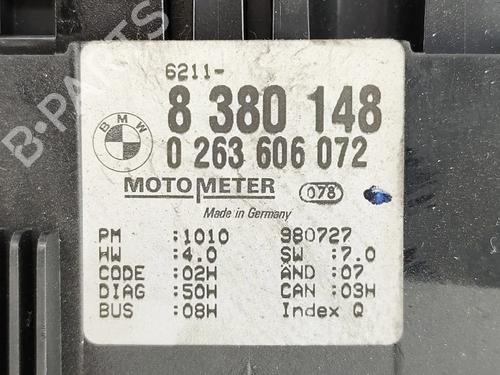 6211-
BMW
8 380 148
0 263 606 072
MOTOMETER
078
Made in Germany
PM :1010 980727
HW :4.0 SW :7.0
CODE :02H ÄND :07
DIAG :50H CAN :03H
BUS :08H Index Q
B-PARTS